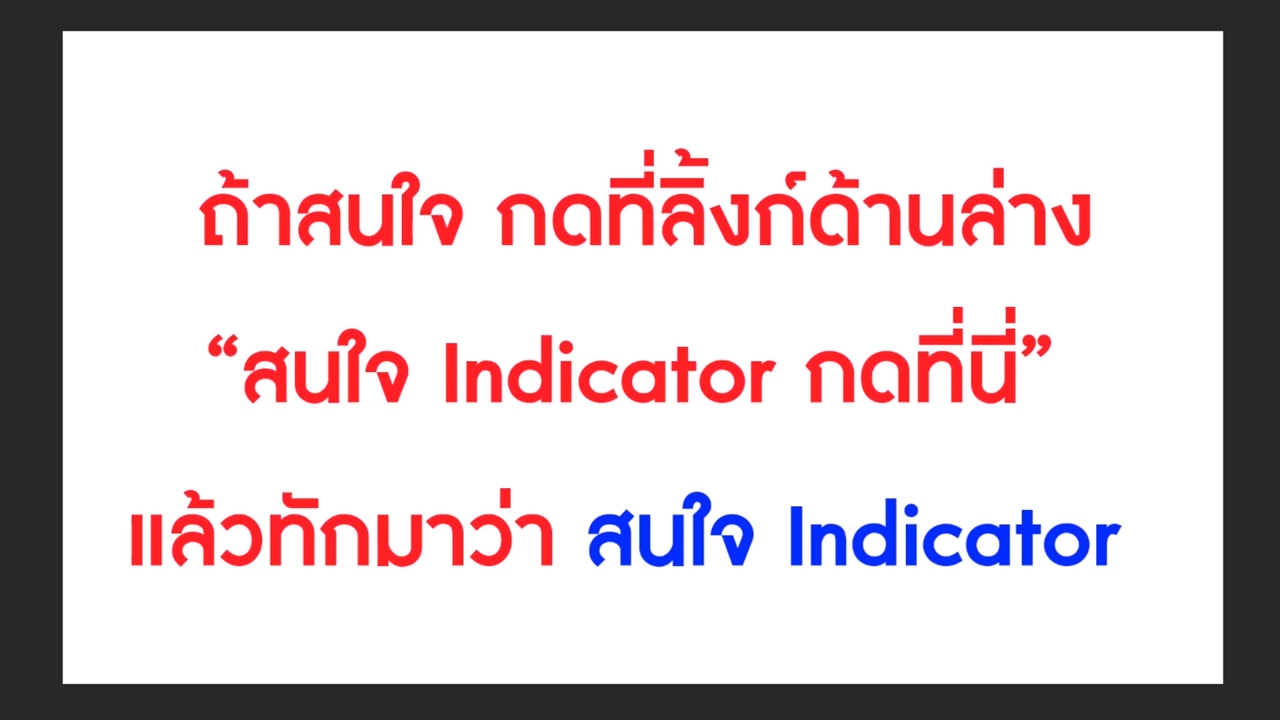 ถ้าสนใจ กดที่ลิ้งก์ด้านล่าง
“สนใจ Indicator กดที่นี่”
แล้วทักมาว่า สนใจ Indicator